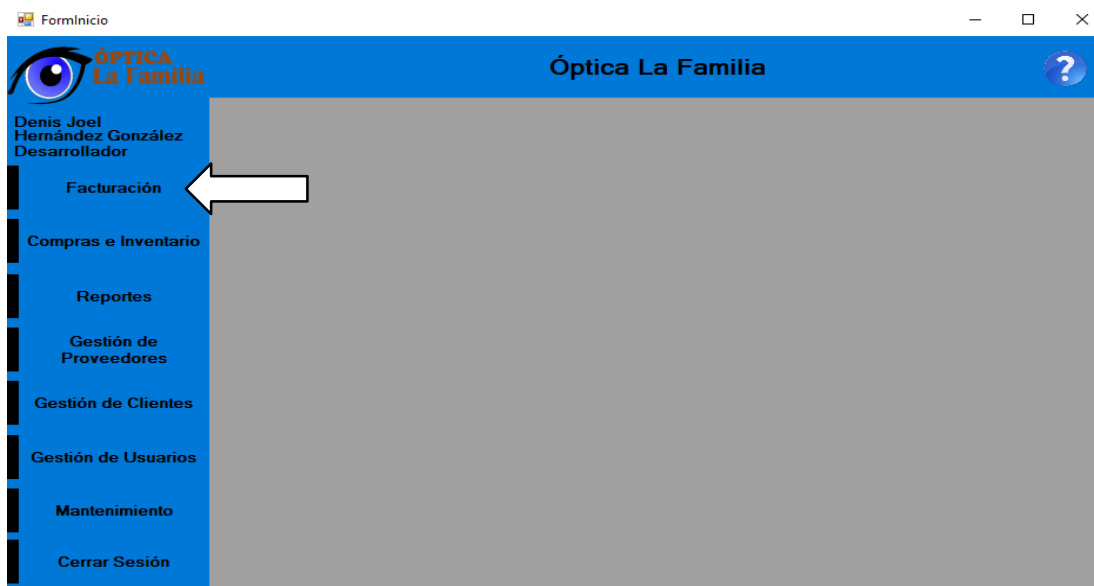 FormInicio
ÓPTICA
La Familia
Óptica La Familia
?
Denis Joel
Hernández González
Desarrollador
Facturación
Compras e Inventario
Reportes
Gestión de
Proveedores
Gestión de Clientes
Gestión de Usuarios
Mantenimiento
Cerrar Sesión